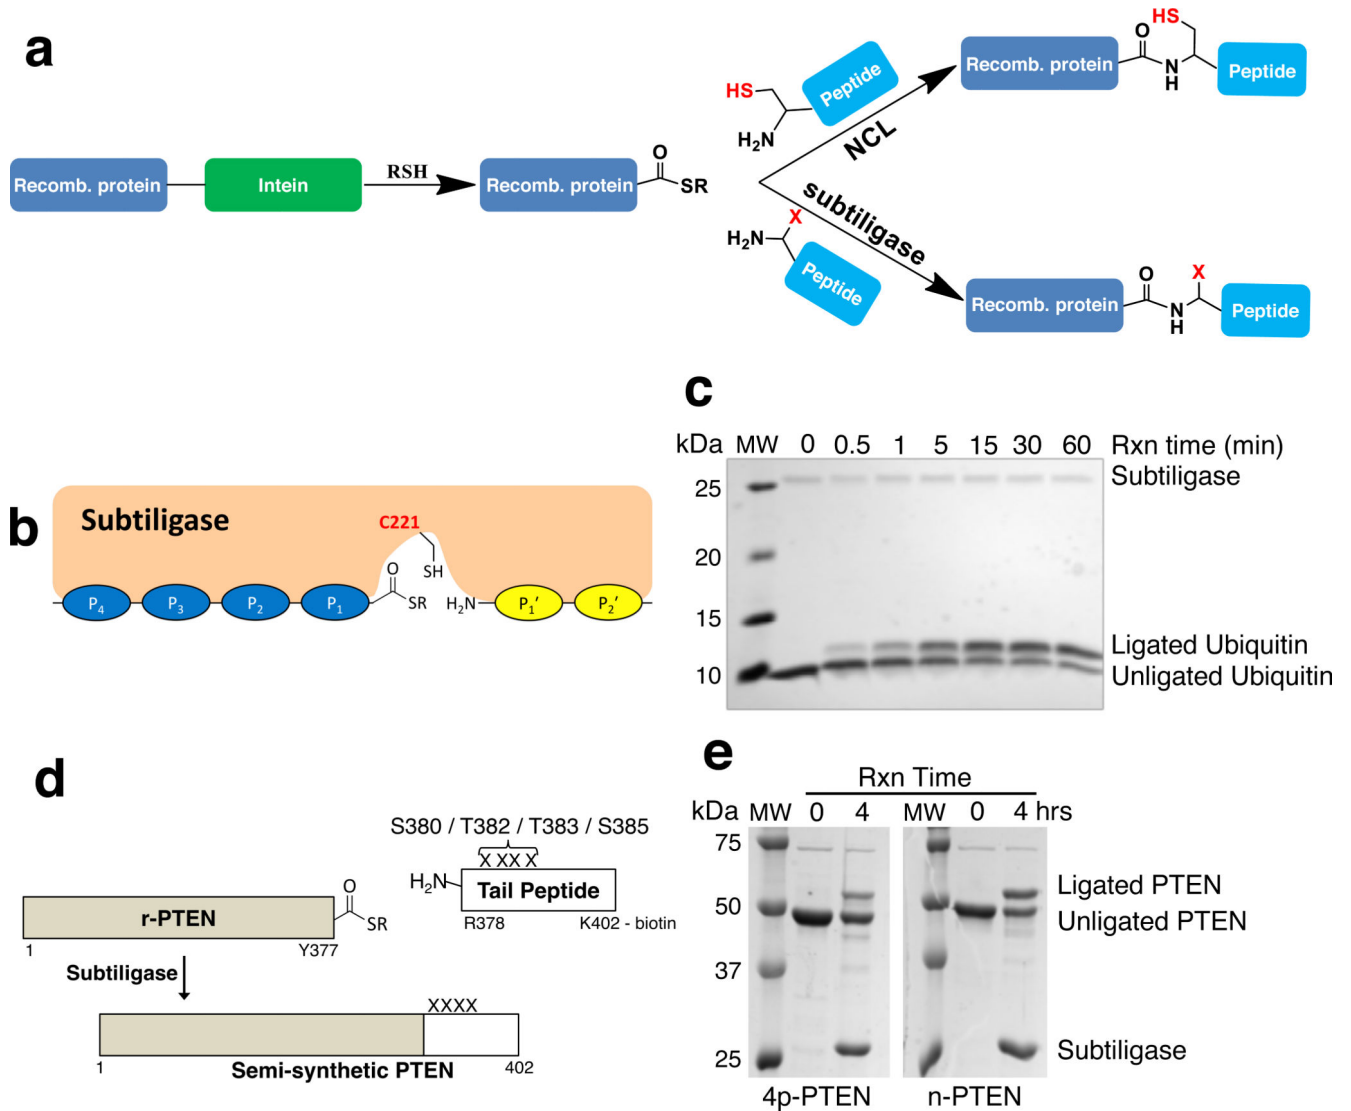 a
Recomb. protein
Intein
RSH
Recomb. protein
O
SR
HS
H₂N
Peptide
NCL
Recomb. protein
O
N
H
HS
Peptide
subtiligase
H₂N
X
Peptide
Recomb. protein
O
N
H
X
Peptide
b
Subtiligase
C221
SH
O
SR
H₂N
P₄
P₃
P₂
P₁
P₁′
P₂′
c
kDa MW 0 0.5 1 5 15 30 60 Rxn time (min)
25
Subtiligase
20
15
10
Ligated Ubiquitin
Unligated Ubiquitin
d
S380 / T382 / T383 / S385
X XX X
H₂N
Tail Peptide
R378
K402 - biotin
r-PTEN
O
SR
1
Y377
Subtiligase
XXXX
1
Semi-synthetic PTEN
402
e
Rxn Time
kDa MW 0 4 MW 0 4 hrs
75
50
37
25
Ligated PTEN
Unligated PTEN
Subtiligase
4p-PTEN
n-PTEN